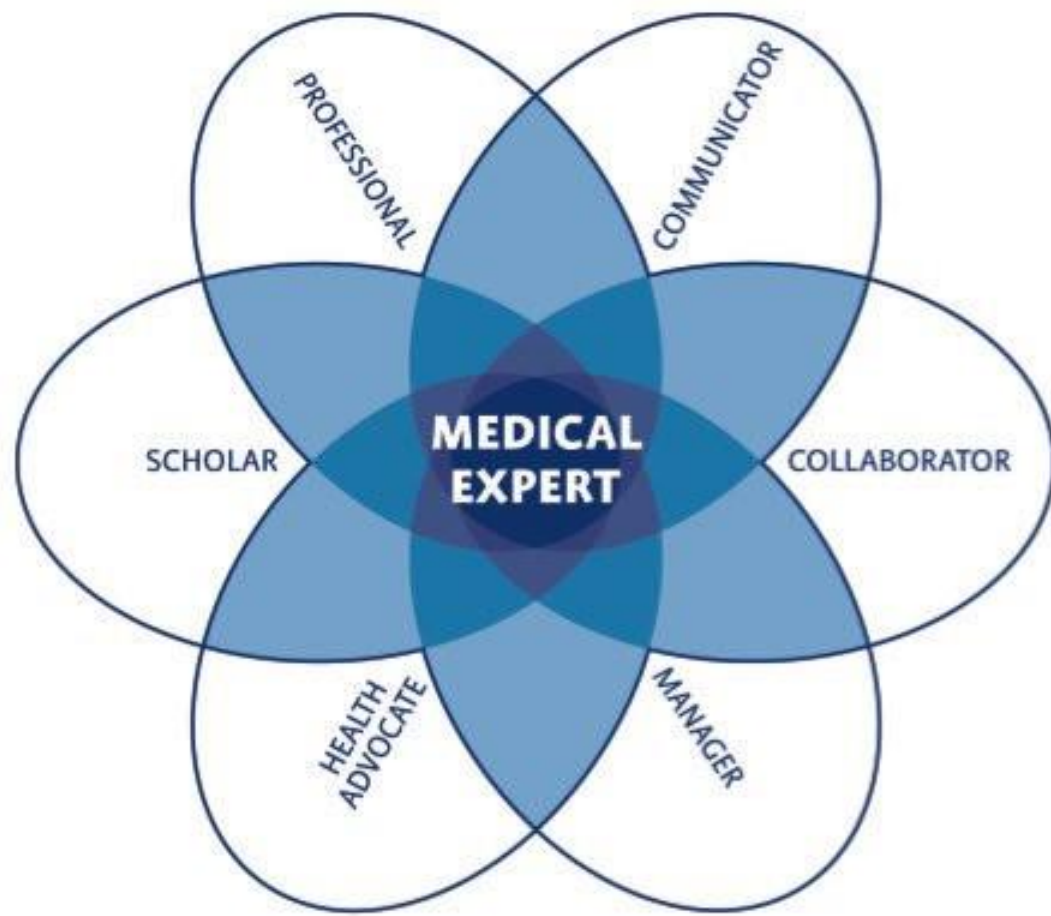 PROFESSIONAL
COMMUNICATOR
SCHOLAR
MEDICAL
EXPERT
COLLABORATOR
HEALTH
ADVOCATE
MANAGER